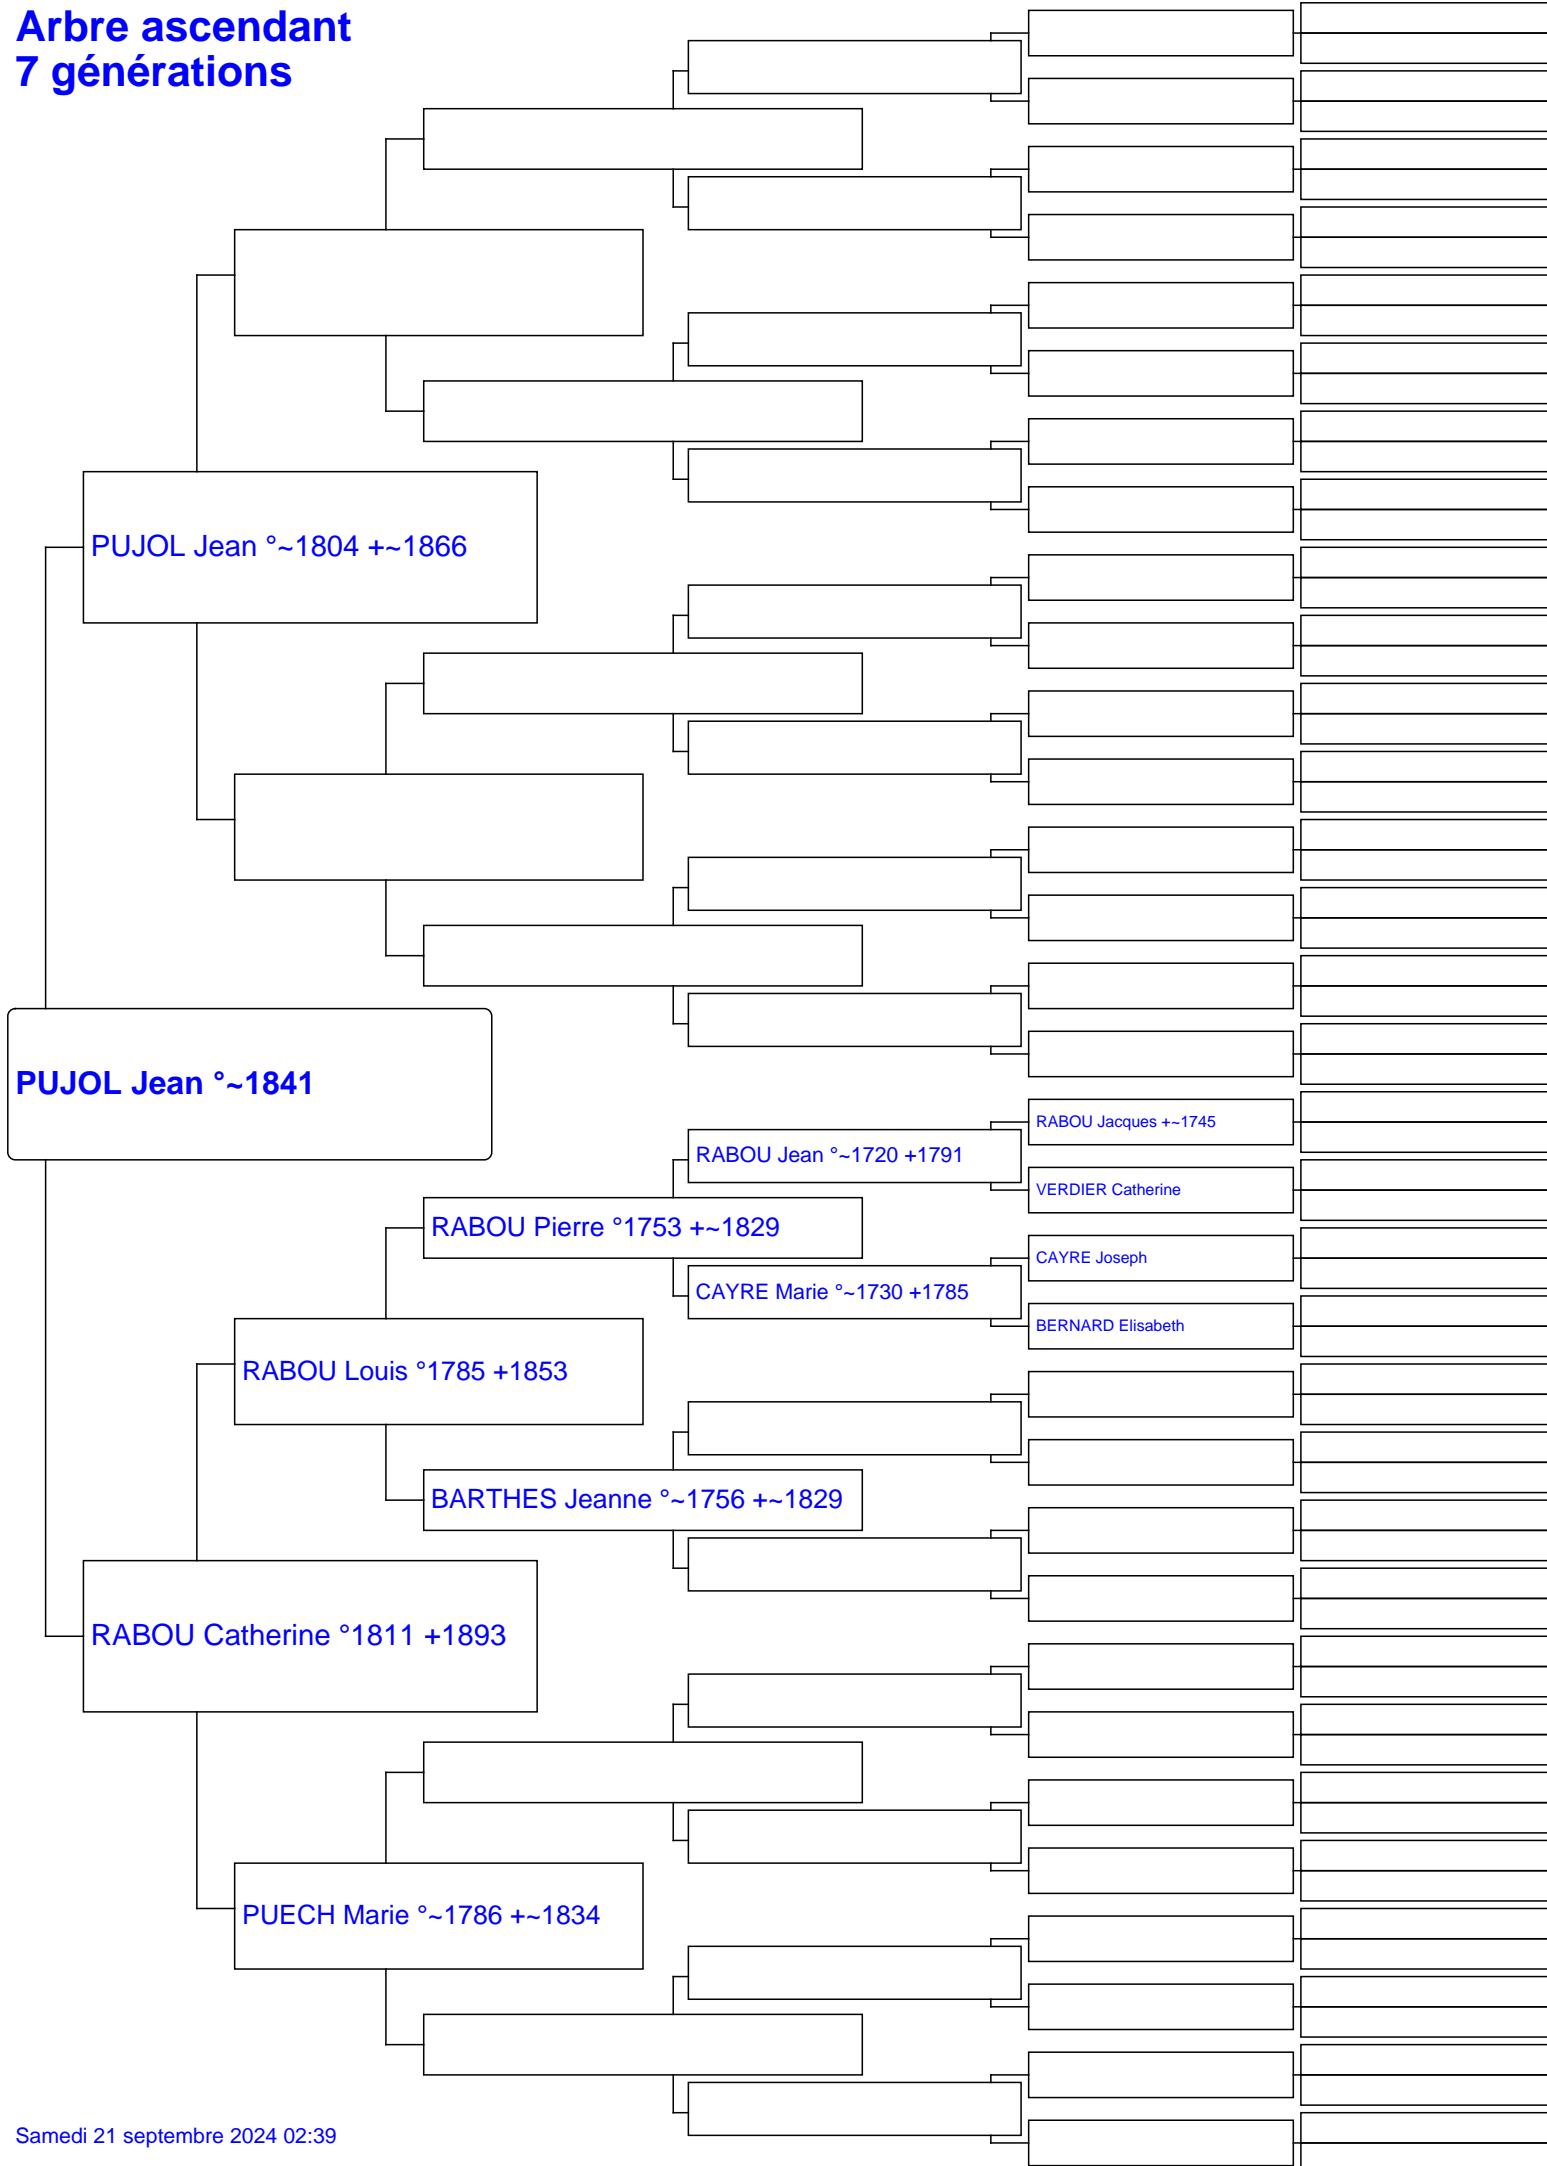 Arbre ascendant
7 générations
PUJOL Jean °~1804 +~1866
PUJOL Jean °~1841
RABOU Jacques +~1745
RABOU Jean °~1720 +1791
VERDIER Catherine
RABOU Pierre °1753 +~1829
CAYRE Joseph
CAYRE Marie °~1730 +1785
BERNARD Elisabeth
RABOU Louis °1785 +1853
BARTHES Jeanne °~1756 +~1829
RABOU Catherine °1811 +1893
PUECH Marie °~1786 +~1834
Samedi 21 septembre 2024 02:39